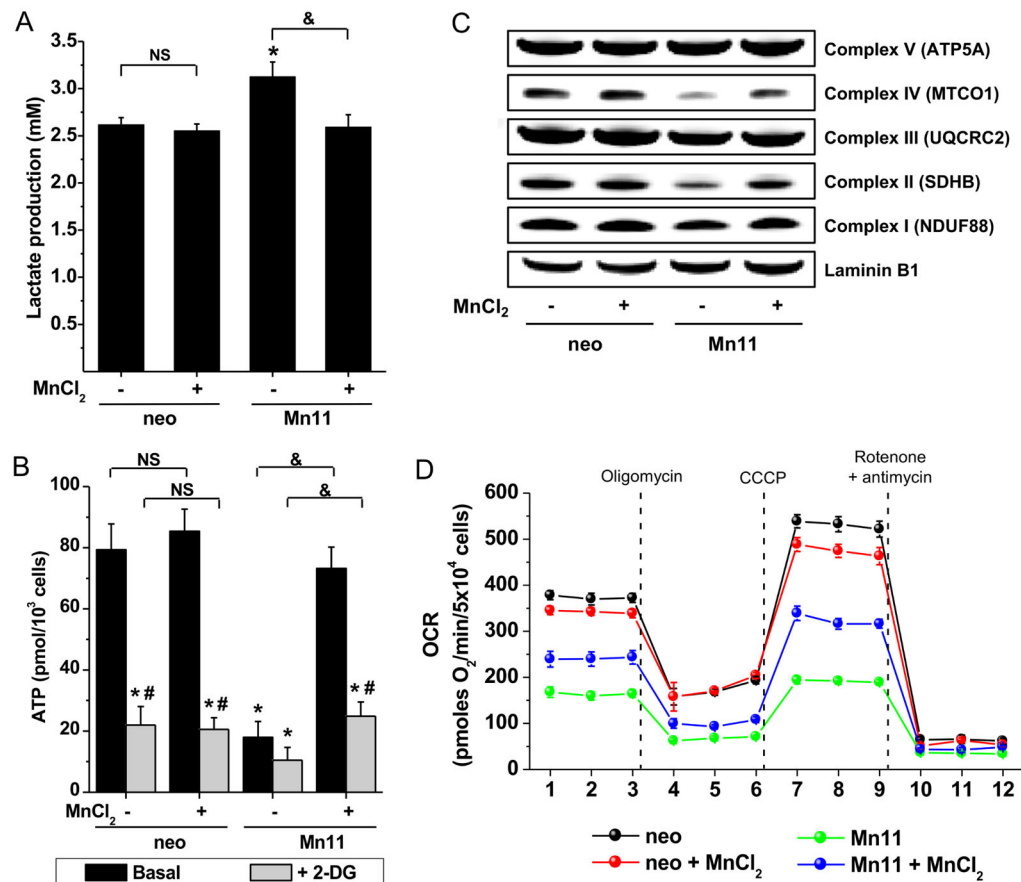 A
Lactate production (mM)
3.5
3.0
2.5
2.0
1.5
1.0
0.5
NS
*
&
MnCl2 - + - +
neo Mn11
B
ATP (pmol/10³ cells)
100
80
60
40
20
0
NS
NS
&
&
*# *# * * *#
MnCl2 - + - +
neo Mn11
Basal + 2-DG
C
Complex V (ATP5A)
Complex IV (MTCO1)
Complex III (UQCRC2)
Complex II (SDHB)
Complex I (NDUF88)
Laminin B1
MnCl2 - + - +
neo Mn11
D
Oligomycin CCCP Rotenone
+ antimycin
OCR
(pmoles O2/min/5x10⁴ cells)
600
500
400
300
200
100
0
1 2 3 4 5 6 7 8 9 10 11 12
neo Mn11
neo + MnCl2 Mn11 + MnCl2